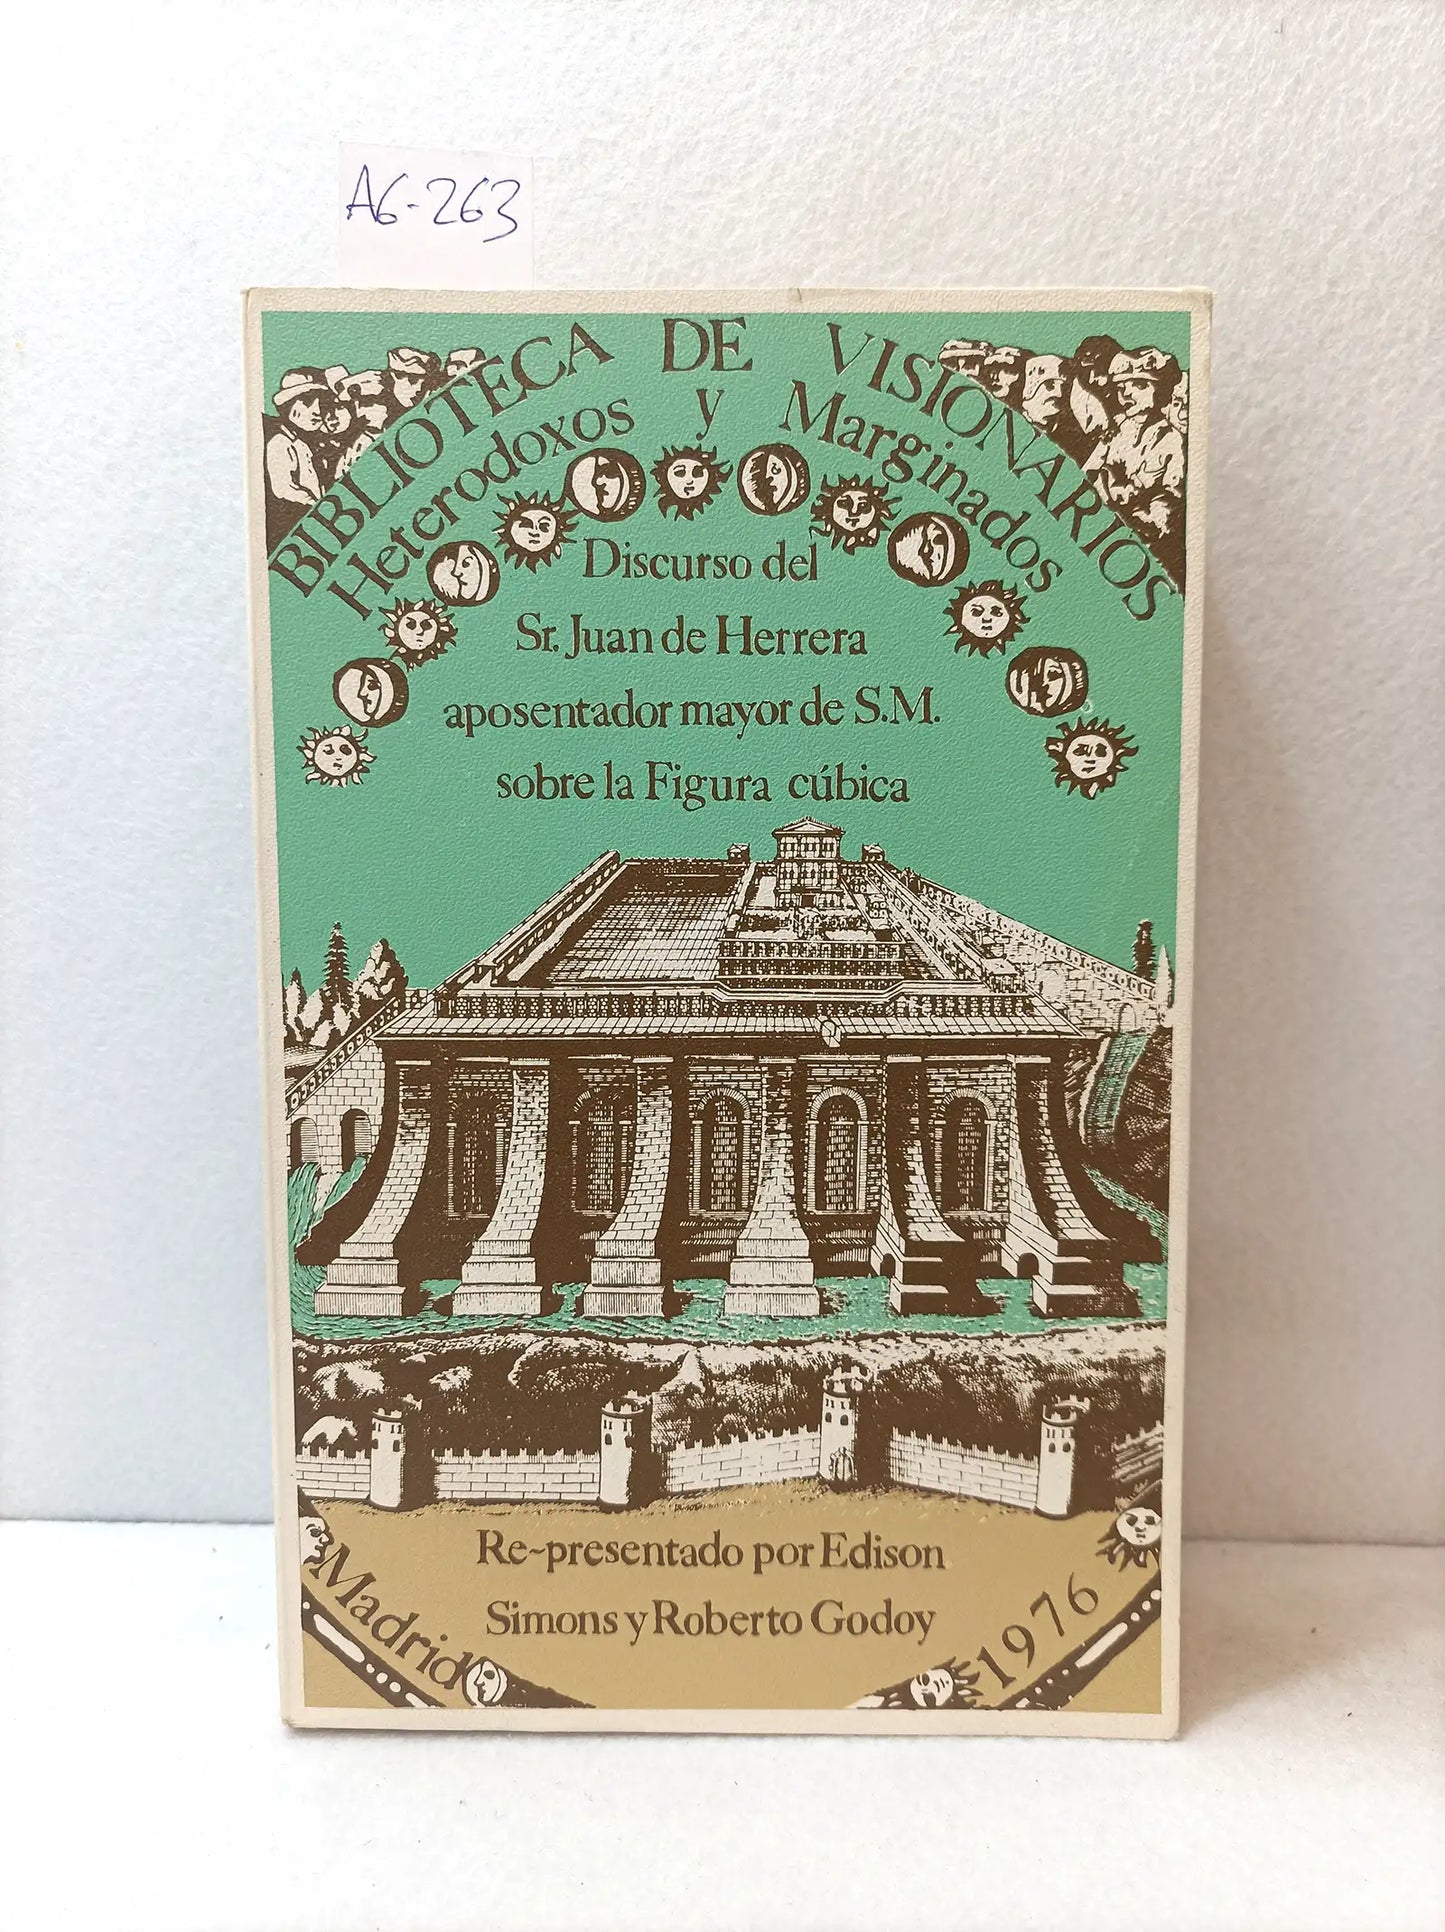 A6-263
BIBLIOTECA DE VISIONARIOS
Heterodoxos y Marginados
Discurso del
Sr. Juan de Herrera
aposentador mayor de S.M.
sobre la Figura cúbica
Re-presentado por Edison
Simons y Roberto Godoy
Madrid
1976